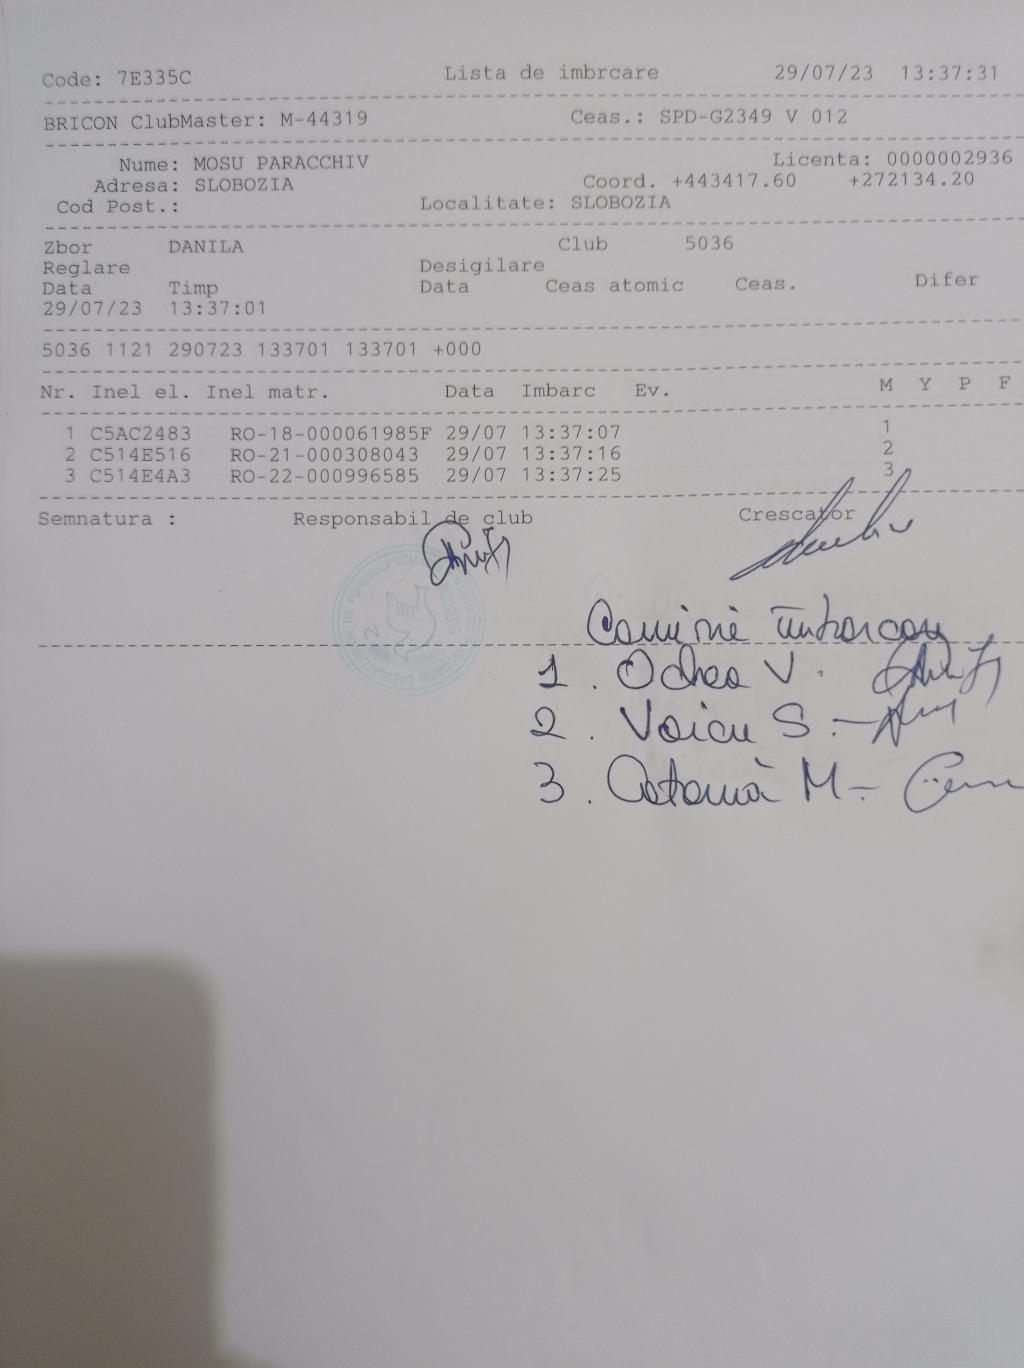 Code: 7E335C Lista de imbrcare 29/07/23 13:37:31
BRICON ClubMaster: M-44319 Ceas.: SPD-G2349 V 012
Nume: MOSU PARACCHIV Licenta: 0000002936
Adresa: SLOBOZIA Coord. +443417.60 +272134.20
Cod Post.: Localitate: SLOBOZIA
Zbor DANILA Club 5036
Reglare Desigilare
Data Timp Data Ceas atomic Ceas. Difer
29/07/23 13:37:01
5036 1121 290723 133701 133701 +000
Nr. Inel el. Inel matr. Data Imbarc Ev. M Y P F
1 C5AC2483 RO-18-000061985F 29/07 13:37:07 1
2 C514E516 RO-21-000308043 29/07 13:37:16 2
3 C514E4A3 RO-22-000996585 29/07 13:37:25 3
Semnatura : Responsabil de club Crescator
1. Ochea V.
2. Voicu S.-
3. M-